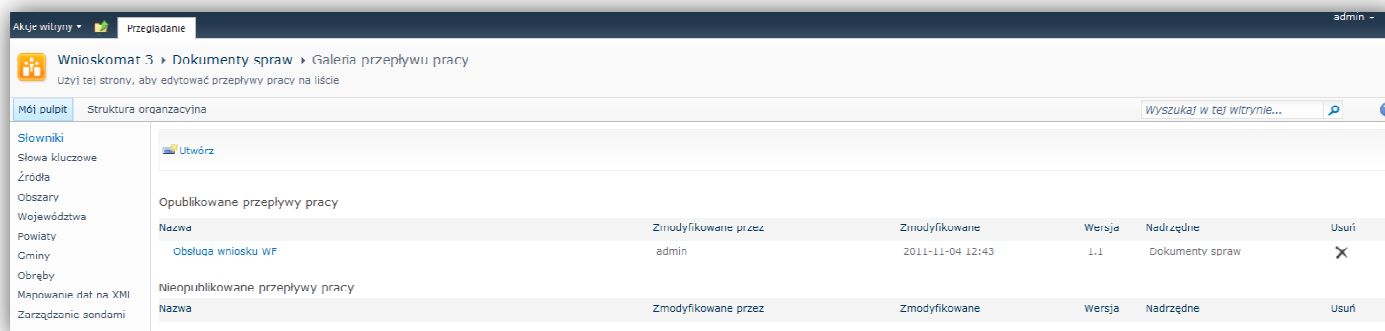 admin
Akcje witryny Przeglądanie
Wnioskomat 3 Dokumenty spraw Galeria przepływu pracy
Użyj tej strony, aby edytować przepływy pracy na liście
Mój pulpit Struktura organzacyjna Wyszukaj w tej witrynie...
Słowniki
Słowa kluczowe
Źródła
Obszary
Województwa
Powiaty
Gminy
Obręby
Mapowanie dat na XML
Zarządzanie sondami
Utwórz
Opublikowane przepływy pracy
Nazwa Zmodyfikowane przez Zmodyfikowane Wersja Nadrzędne Usuń
Obsługa wniosku WF admin 2011-11-04 12:43 1.1 Dokumenty spraw
Nieopublikowane przepływy pracy
Nazwa Zmodyfikowane przez Zmodyfikowane Wersja Nadrzędne Usuń